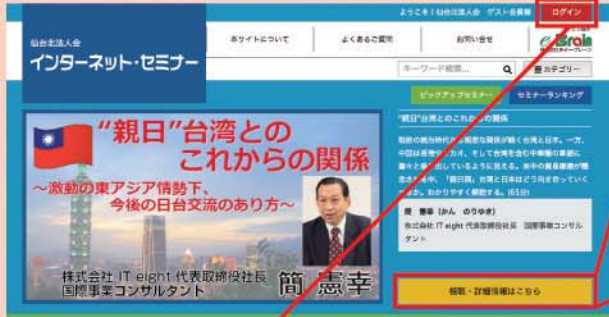 ようこそ!仙台北法人会 ゲスト会員様
ログイン
仙台北法人会
インターネット・セミナー
本サイトについて
よくあるご質問
お問い合せ
eBrain
キーワード検索...
カテゴリー
ピックアップセミナー
セミナーランキング
"親日"台湾との
これからの関係
～激動の東アジア情勢下、
今後の日台交流のあり方～
株式会社 IT eight 代表取締役社長
国際事業コンサルタント
簡 憲幸
"親日"台湾とのこれからの関係
簡 憲幸(かん のりゆき)
株式会社 IT eight 代表取締役社長 国際事業コンサル
タント
視聴・詳細情報はこちら